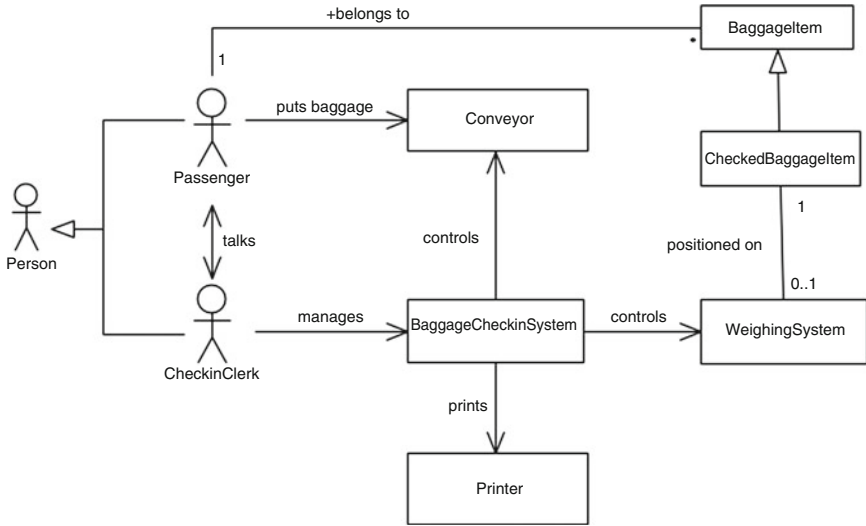 +belongs to
BaggageItem
*
1
puts baggage
Conveyor
CheckedBaggageItem
Passenger
1
Person
talks
controls
positioned on
0..1
manages
BaggageCheckinSystem
controls
WeighingSystem
CheckinClerk
prints
Printer